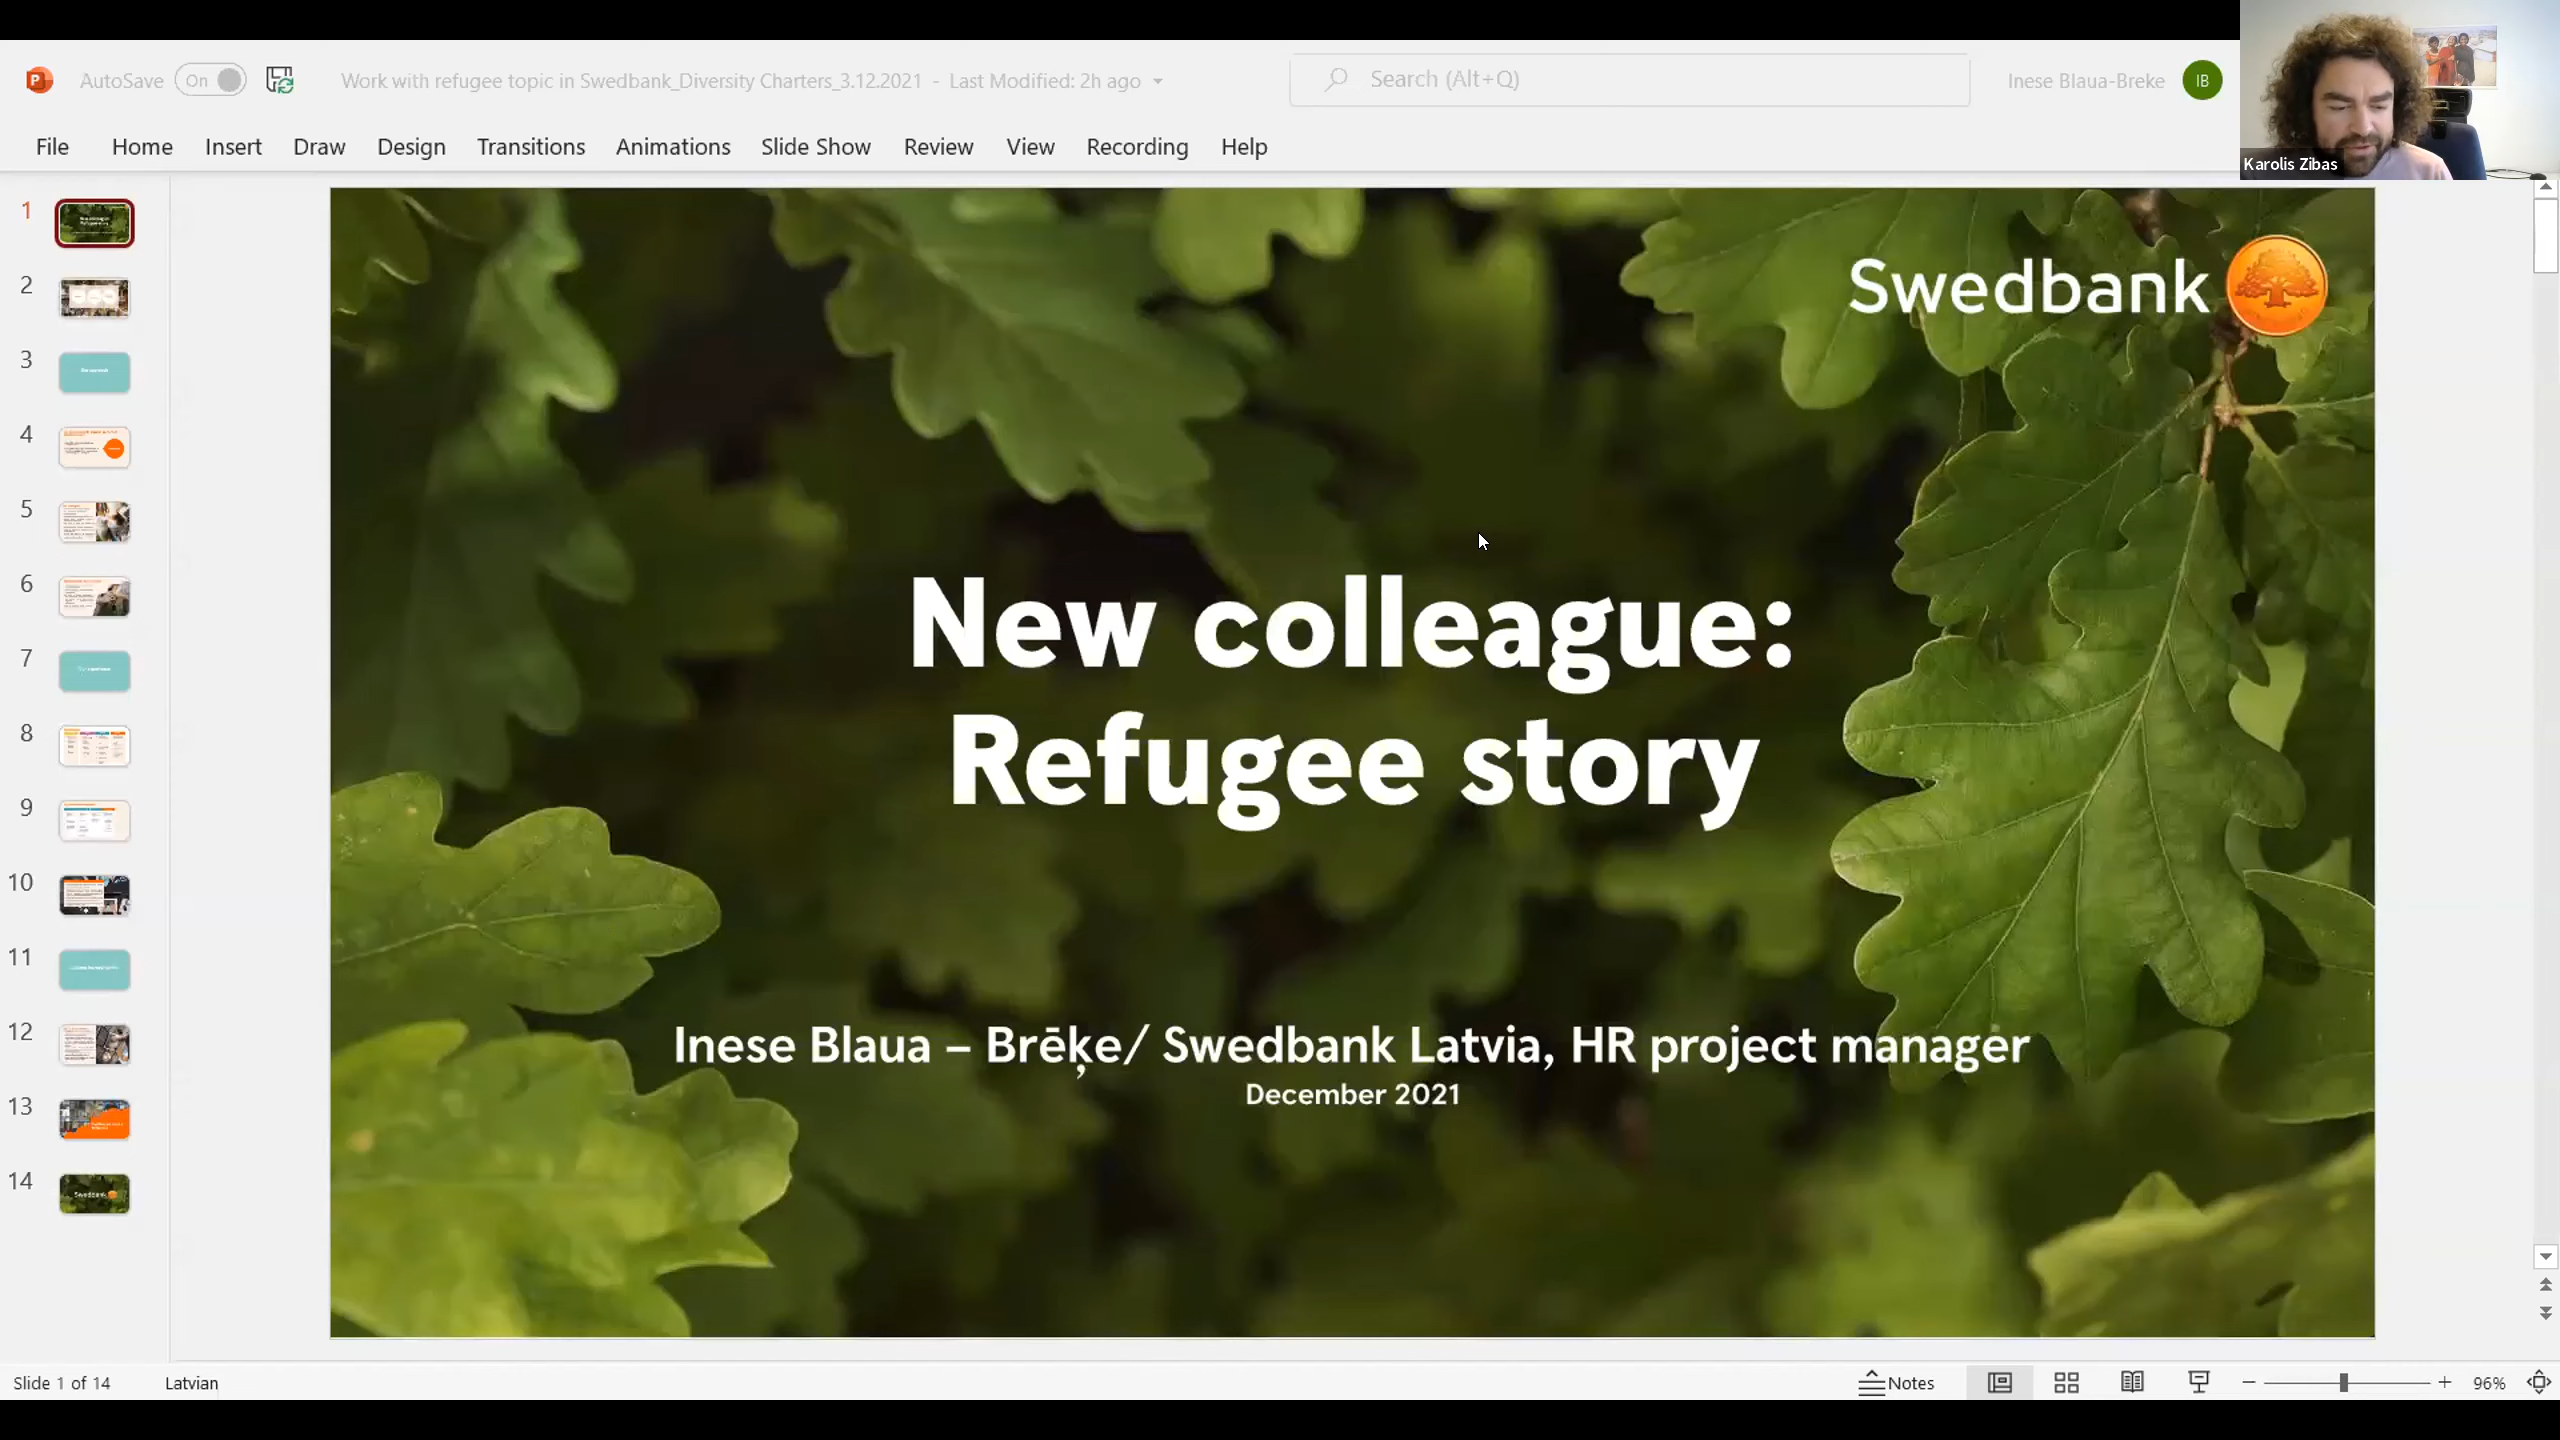 AutoSave On Work with refugee topic in Swedbank_Diversity Charters_3.12.2021 - Last Modified: 2h ago Search (Alt+Q) Inese Blaua-Breke IB
File Home Insert Draw Design Transitions Animations Slide Show Review View Recording Help
Karolis Zibas
1
2
3
4
5
6
7
8
9
10
11
12
13
14
Swedbank
New colleague:
Refugee story
Inese Blaua – Brēķe/ Swedbank Latvia, HR project manager
December 2021
Slide 1 of 14 Latvian Notes 96%